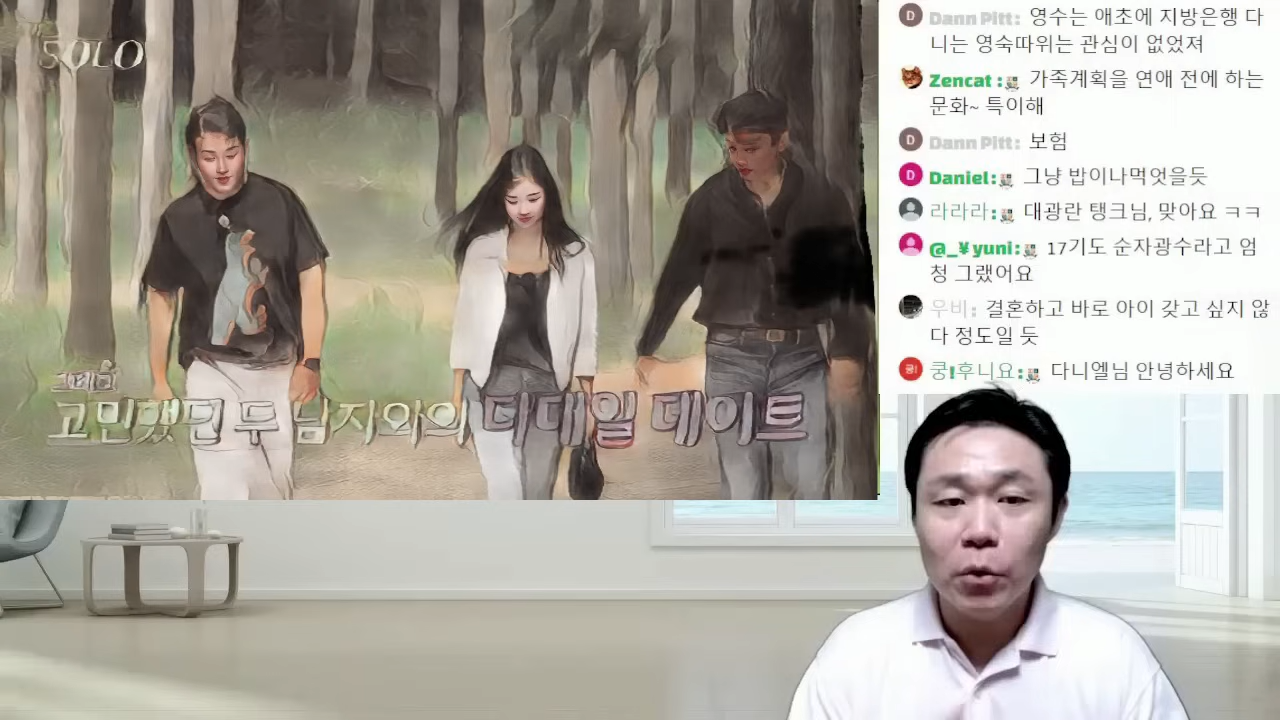 SOLO
그때 그
고민했던 두 남자와의 다대일 데이트
Dann Pitt: 영수는 애초에 지방은행 다
니는 영숙따위는 관심이 없었져
Zencat : 가족계획을 연애 전에 하는
문화~ 특이해
Dann Pitt: 보험
Daniel: 그냥 밥이나먹엇을듯
라라라: 대광란 탱크님, 맞아요 ㅋㅋ
@_¥yuni: 17기도 순자광수라고 엄
청 그랬어요
우비: 결혼하고 바로 아이 갖고 싶지 않
다 정도일 듯
쿵!후니요: 다니엘님 안녕하세요